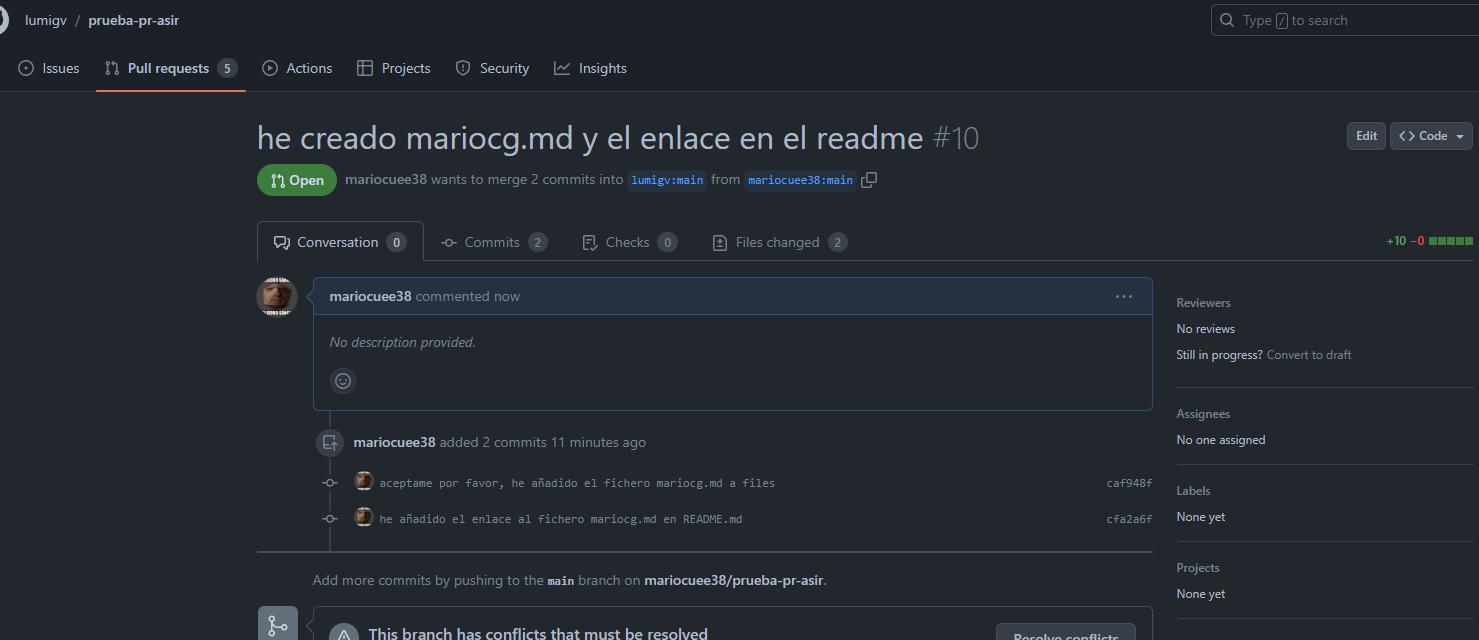 lumigv / prueba-pr-asir
Type / to search
Issues Pull requests 5 Actions Projects Security Insights
he creado mariocg.md y el enlace en el readme #10
Edit <> Code
Open mariocuee38 wants to merge 2 commits into lumigv:main from mariocuee38:main
Conversation 0 Commits 2 Checks 0 Files changed 2
+10 −0
mariocuee38 commented now
No description provided.
Reviewers
No reviews
Still in progress? Convert to draft
Assignees
No one assigned
mariocuee38 added 2 commits 11 minutes ago
aceptame por favor, he añadido el fichero mariocg.md a files caf948f
he añadido el enlace al fichero mariocg.md en README.md cfa2a6f
Labels
None yet
Projects
None yet
Add more commits by pushing to the main branch on mariocuee38/prueba-pr-asir.
This branch has conflicts that must be resolved
Resolve conflicts